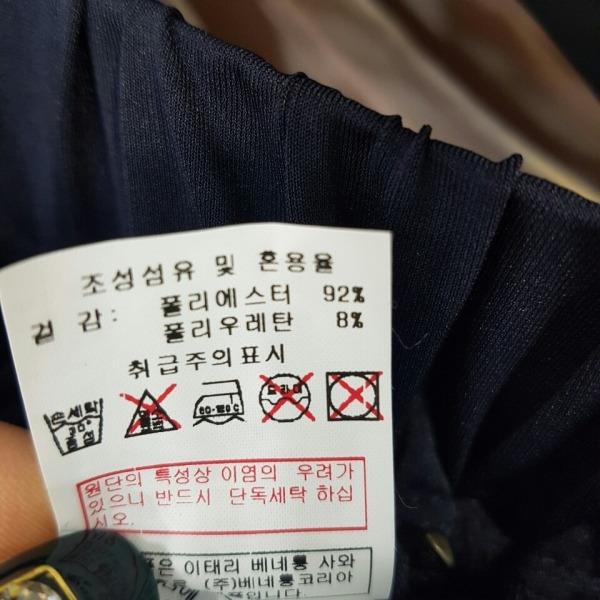 조성섬유 및 혼용율
겉 감: 폴리에스터 92%
폴리우레탄 8%
취급주의표시
손세탁
30°
중성
드라이
원단의 특성상 이염의 우려가
있으니 반드시 단독세탁 하십
시오.
이태리 베네통 사와
(주)베네통코리아